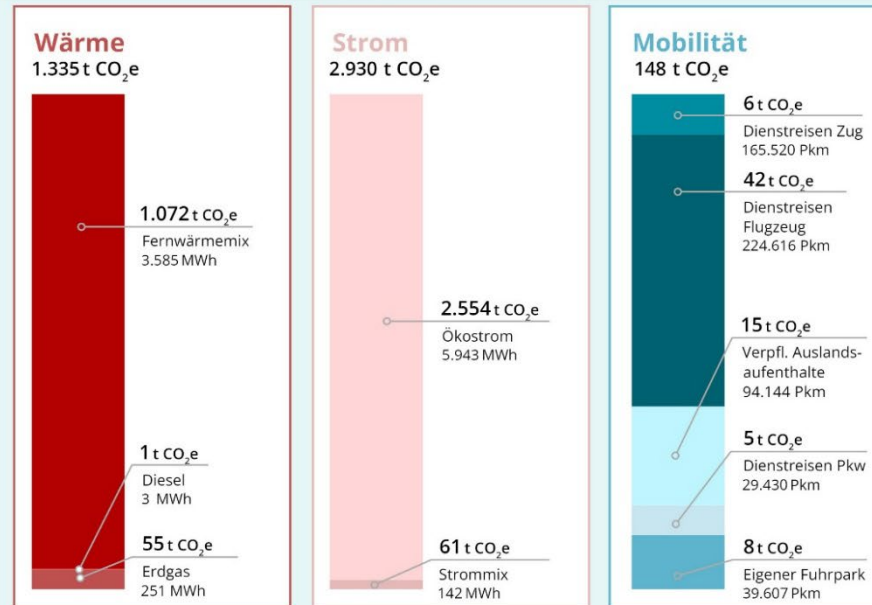 Wärme
1.335 t CO₂e
1.072 t CO₂e
Fernwärmemix
3.585 MWh
1 t CO₂e
Diesel
3 MWh
55 t CO₂e
Erdgas
251 MWh
Strom
2.930 t CO₂e
2.554 t CO₂e
Ökostrom
5.943 MWh
61 t CO₂e
Strommix
142 MWh
Mobilität
148 t CO₂e
6 t CO₂e
Dienstreisen Zug
165.520 Pkm
42 t CO₂e
Dienstreisen
Flugzeug
224.616 Pkm
15 t CO₂e
Verpfl. Auslands-
aufenthalte
94.144 Pkm
5 t CO₂e
Dienstreisen Pkw
29.430 Pkm
8 t CO₂e
Eigener Fuhrpark
39.607 Pkm